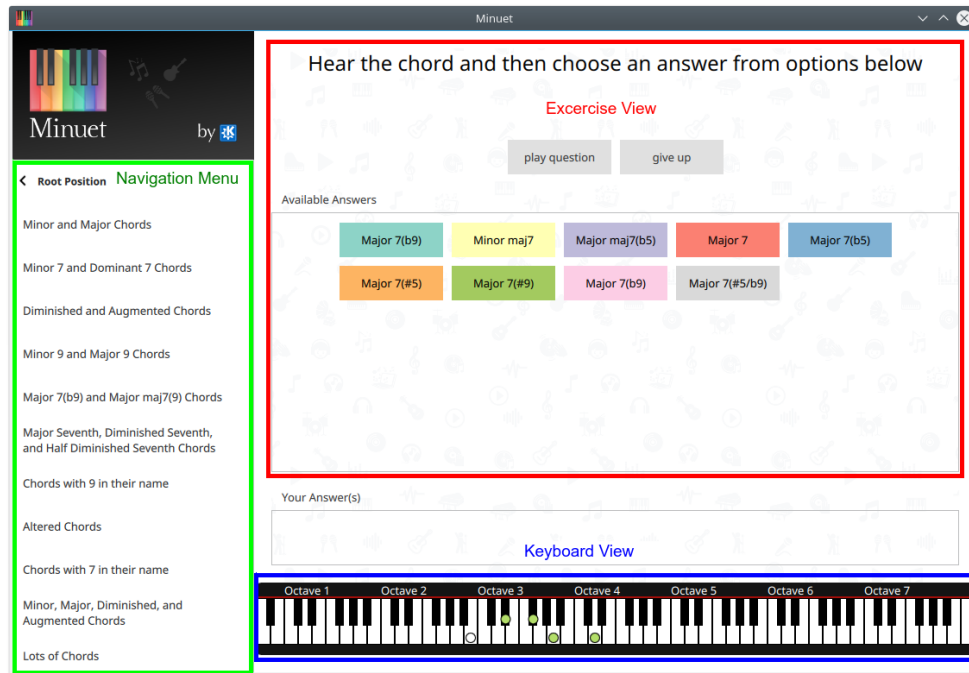 Minuet
Minuet
by K
Root Position Navigation Menu
Minor and Major Chords
Minor 7 and Dominant 7 Chords
Diminished and Augmented Chords
Minor 9 and Major 9 Chords
Major 7(b9) and Major maj7(9) Chords
Major Seventh, Diminished Seventh,
and Half Diminished Seventh Chords
Chords with 9 in their name
Altered Chords
Chords with 7 in their name
Minor, Major, Diminished, and
Augmented Chords
Lots of Chords
Hear the chord and then choose an answer from options below
Excercise View
play question give up
Available Answers
Major 7(b9) Minor maj7 Major maj7(b5) Major 7 Major 7(b5)
Major 7(#5) Major 7(#9) Major 7(b9) Major 7(#5/b9)
Your Answer(s)
Keyboard View
Octave 1 Octave 2 Octave 3 Octave 4 Octave 5 Octave 6 Octave 7